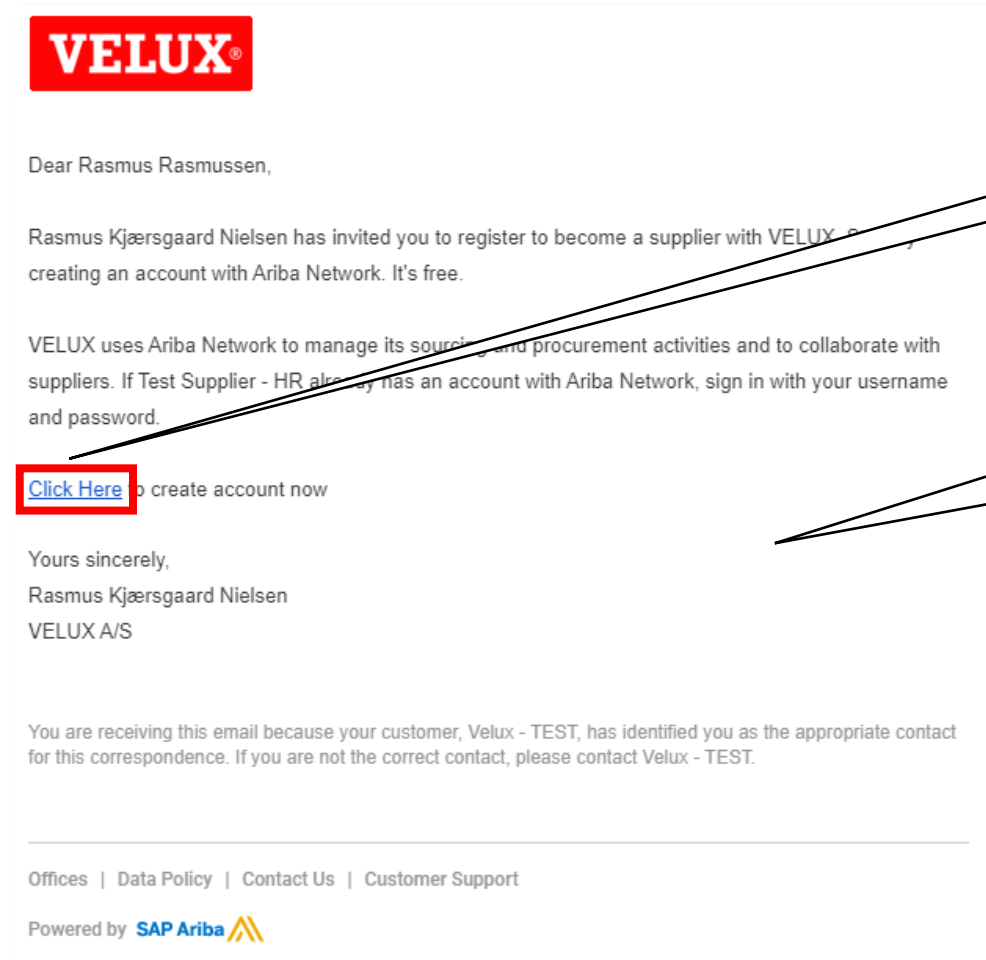 VELUX®
Dear Rasmus Rasmussen,
Rasmus Kjærsgaard Nielsen has invited you to register to become a supplier with VELUX.
creating an account with Ariba Network. It's free.
VELUX uses Ariba Network to manage its sourcing and procurement activities and to collaborate with
suppliers. If Test Supplier - HR already has an account with Ariba Network, sign in with your username
and password.
Click Here to create account now
Yours sincerely,
Rasmus Kjærsgaard Nielsen
VELUX A/S
You are receiving this email because your customer, Velux - TEST, has identified you as the appropriate contact
for this correspondence. If you are not the correct contact, please contact Velux - TEST.
Offices | Data Policy | Contact Us | Customer Support
Powered by SAP Ariba